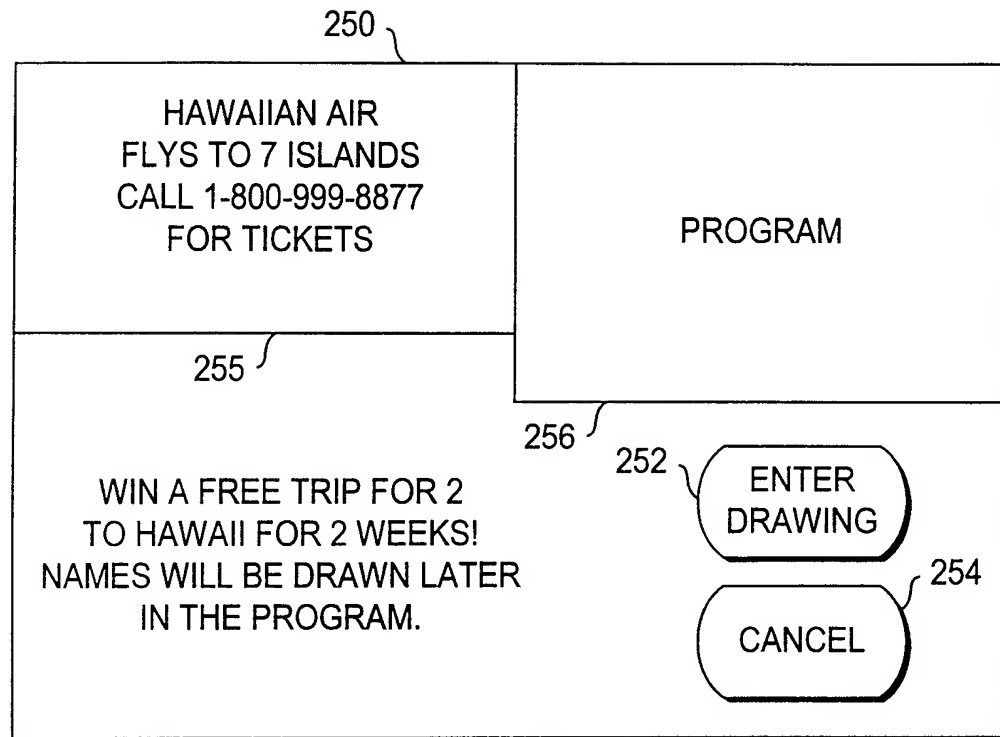 250
HAWAIIAN AIR
FLYS TO 7 ISLANDS
CALL 1-800-999-8877
FOR TICKETS
PROGRAM
255
256
WIN A FREE TRIP FOR 2
TO HAWAII FOR 2 WEEKS!
NAMES WILL BE DRAWN LATER
IN THE PROGRAM.
252
ENTER
DRAWING
254
CANCEL